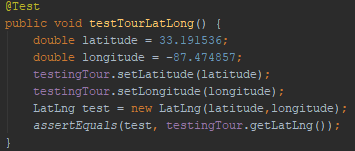 @Test
public void testTourLatLong() {
    double latitude = 33.191536;
    double longitude = -87.474857;
    testingTour.setLatitude(latitude);
    testingTour.setLongitude(longitude);
    LatLng test = new LatLng(latitude,longitude);
    assertEquals(test, testingTour.getLatLng());
}